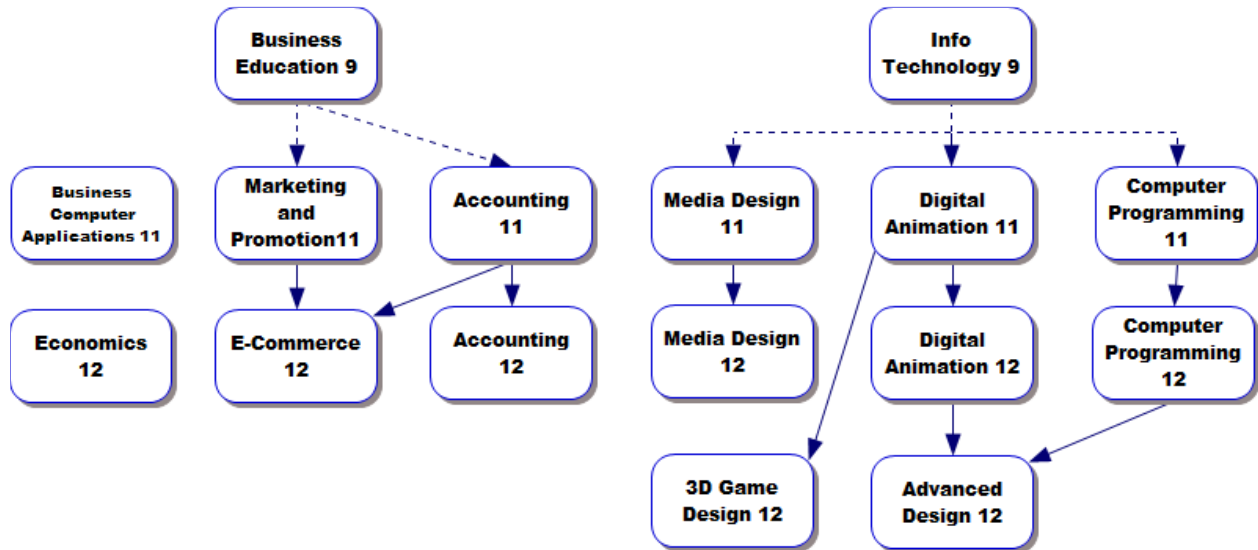 Business
Education 9
Info
Technology 9
Business
Computer
Applications 11
Marketing
and
Promotion11
Accounting
11
Media Design
11
Digital
Animation 11
Computer
Programming
11
Economics
12
E-Commerce
12
Accounting
12
Media Design
12
Digital
Animation 12
Computer
Programming
12
3D Game
Design 12
Advanced
Design 12